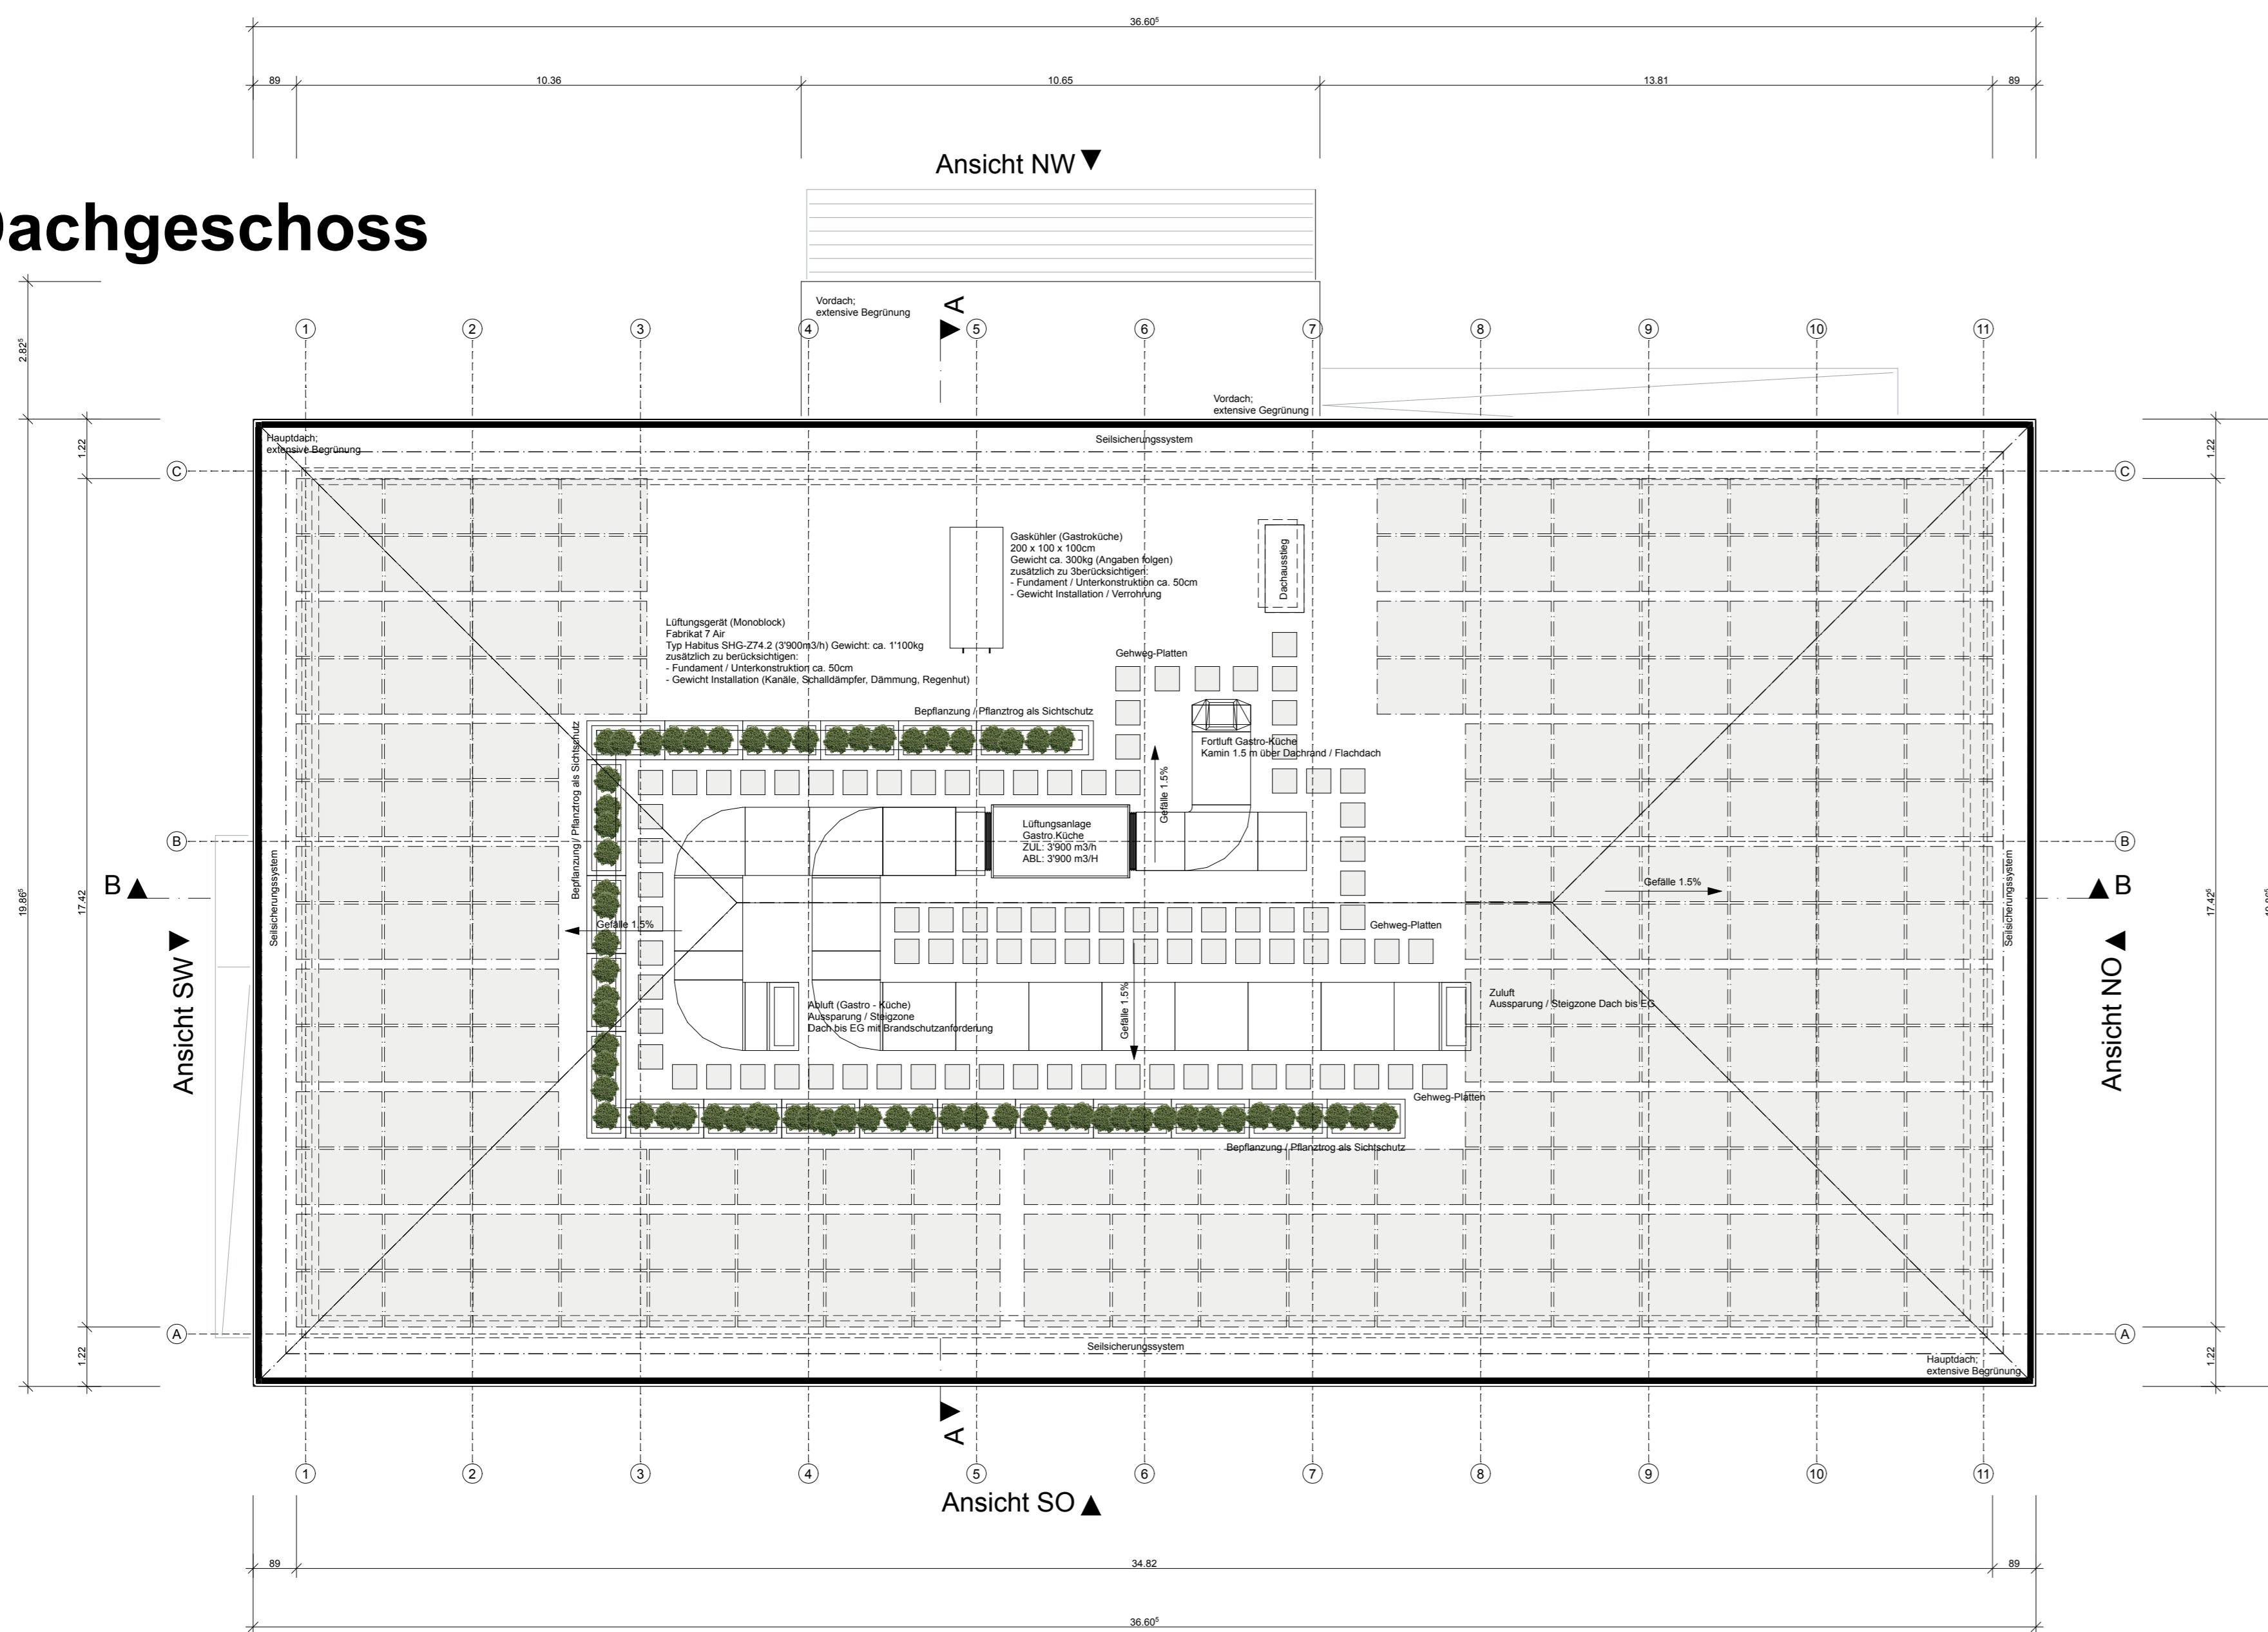 36.60⁵
89
10.36
10.65
13.81
89
Ansicht NW
Dachgeschoss
Vordach;
extensive Begrünung
A
1
2
3
4
5
6
7
8
9
10
11
2.82⁵
Vordach;
extensive Gegrünung
1.22
Hauptdach;
extensive Begrünung
Seilsicherungssystem
1.22
C
C
Gaskühler (Gastroküche)
200 x 100 x 100cm
Gewicht ca. 300kg (Angaben folgen)
zusätzlich zu 3berücksichtigen:
- Fundament / Unterkonstruktion ca. 50cm
- Gewicht Installation / Verrohrung
Dachausstieg
Lüftungsgerät (Monoblock)
Fabrikat 7 Air
Typ Habitus SHG-Z74.2 (3'900m3/h) Gewicht: ca. 1'100kg
zusätzlich zu berücksichtigen:
- Fundament / Unterkonstruktion ca. 50cm
- Gewicht Installation (Kanäle, Schalldämpfer, Dämmung, Regenhut)
Gehweg-Platten
Bepflanzung / Pflanztrog als Sichtschutz
Bepflanzung / Pflanztrog als Sichtschutz
Fortluft Gastro-Küche
Kamin 1.5 m über Dachrand / Flachdach
Gefälle 1.5%
Lüftungsanlage
Gastro.Küche
ZUL: 3'900 m3/h
ABL: 3'900 m3/H
B
B
19.86⁵
17.42
B
Seilsicherungssystem
Gefälle 1.5%
Gefälle 1.5%
Seilsicherungssystem
B
17.42⁵
Gehweg-Platten
Ansicht SW
Ansicht NO
Abluft (Gastro - Küche)
Aussparung / Steigzone
Dach bis EG mit Brandschutzanforderung
Gefälle 1.5%
Zuluft
Aussparung / Steigzone Dach bis EG
Gehweg-Platten
Bepflanzung / Pflanztrog als Sichtschutz
A
A
1.22
Seilsicherungssystem
Hauptdach;
extensive Begrünung
1.22
A
1
2
3
4
5
6
7
8
9
10
11
Ansicht SO
89
34.82
89
36.60⁵